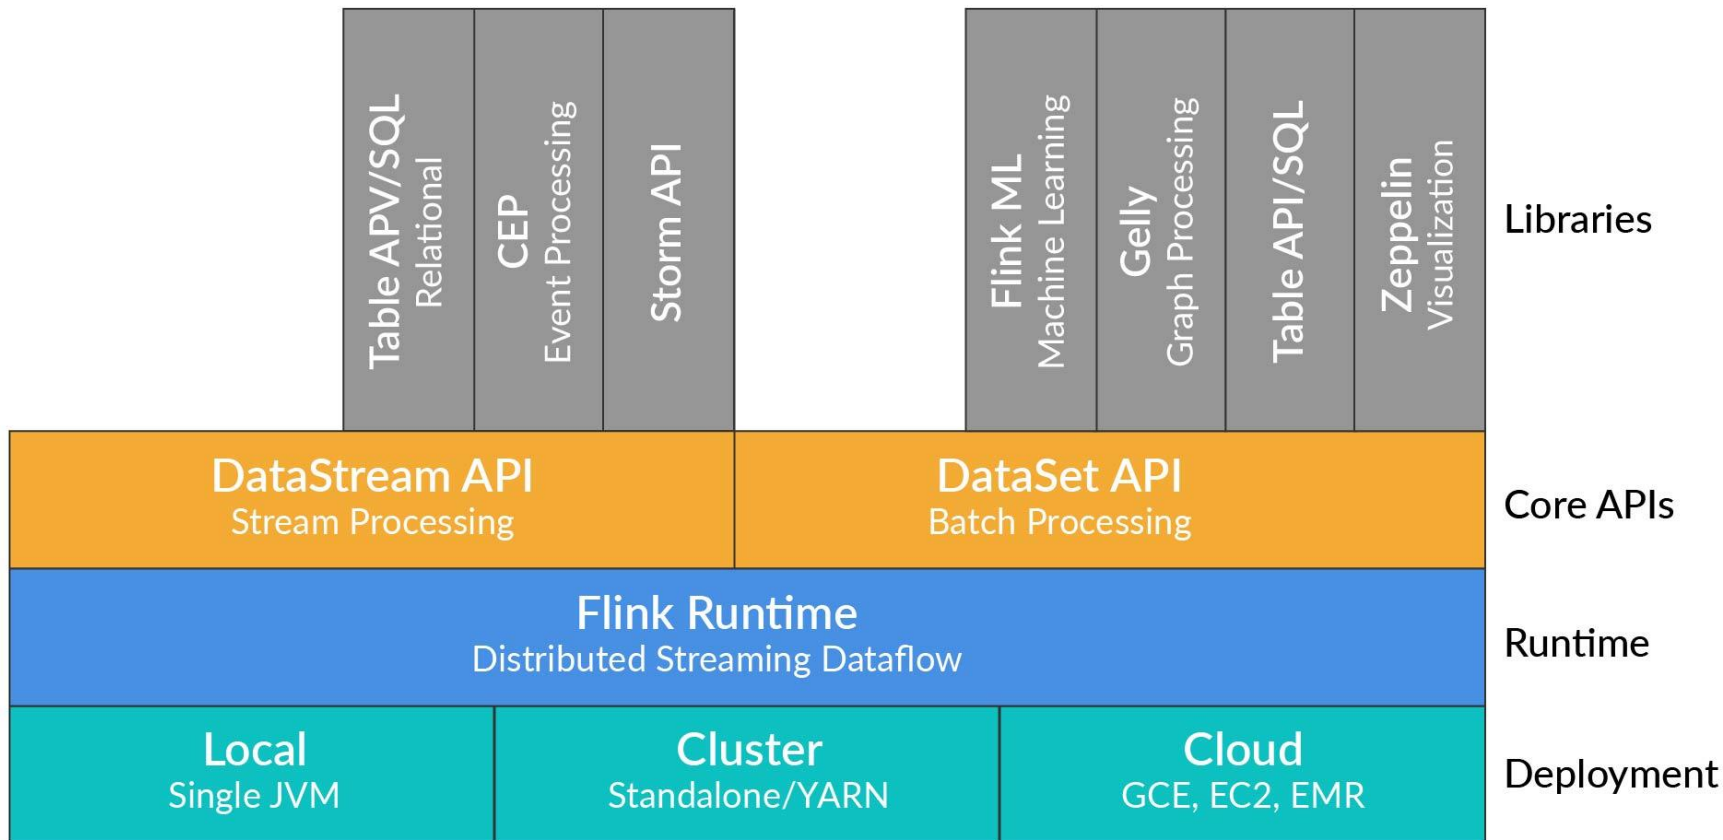 Table APV/SQL
Relational
CEP
Event Processing
Storm API
Flink ML
Machine Learning
Gelly
Graph Processing
Table API/SQL
Zeppelin
Visualization
Libraries
DataStream API
Stream Processing
DataSet API
Batch Processing
Core APIs
Flink Runtime
Distributed Streaming Dataflow
Runtime
Local
Single JVM
Cluster
Standalone/YARN
Cloud
GCE, EC2, EMR
Deployment